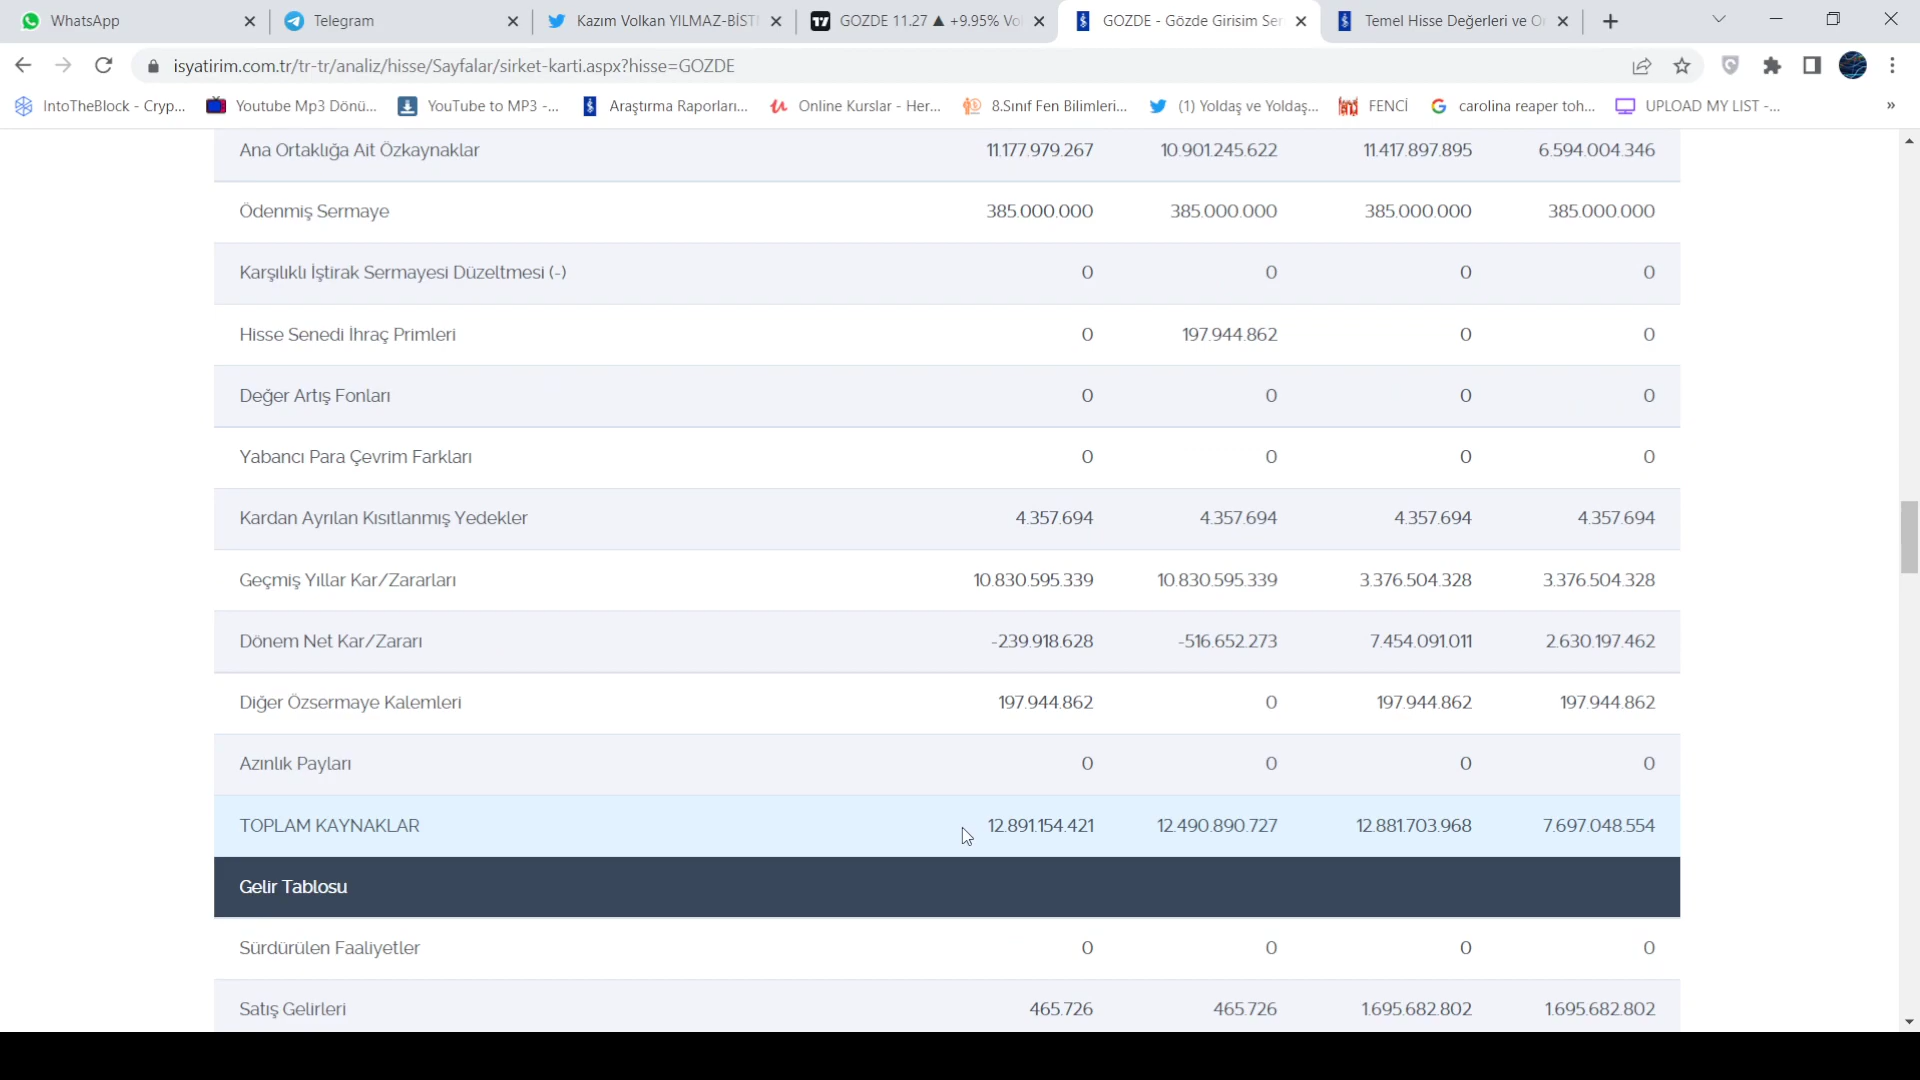 WhatsApp
Telegram
Kazım Volkan YILMAZ-BİST
GOZDE 11.27 ▲ +9.95%
GOZDE - Gözde Girisim Ser
Temel Hisse Değerleri ve Or
isyatirim.com.tr/tr-tr/analiz/hisse/Sayfalar/sirket-karti.aspx?hisse=GOZDE
IntoTheBlock - Cryp... Youtube Mp3 Dönü... YouTube to MP3 -... Araştırma Raporları... Online Kurslar - Her... 8.Sınıf Fen Bilimleri... (1) Yoldaş ve Yoldaş... FENCİ carolina reaper toh... UPLOAD MY LIST -... »
Ana Ortaklığa Ait Özkaynaklar 11.177.979.267 10.901.245.622 11.417.897.895 6.594.004.346
Ödenmiş Sermaye 385.000.000 385.000.000 385.000.000 385.000.000
Karşılıklı İştirak Sermayesi Düzeltmesi (-) 0 0 0 0
Hisse Senedi İhraç Primleri 0 197.944.862 0 0
Değer Artış Fonları 0 0 0 0
Yabancı Para Çevrim Farkları 0 0 0 0
Kardan Ayrılan Kısıtlanmış Yedekler 4.357.694 4.357.694 4.357.694 4.357.694
Geçmiş Yıllar Kar/Zararları 10.830.595.339 10.830.595.339 3.376.504.328 3.376.504.328
Dönem Net Kar/Zararı -239.918.628 -516.652.273 7.454.091.011 2.630.197.462
Diğer Özsermaye Kalemleri 197.944.862 0 197.944.862 197.944.862
Azınlık Payları 0 0 0 0
TOPLAM KAYNAKLAR 12.891.154.421 12.490.890.727 12.881.703.968 7.697.048.554
Gelir Tablosu
Sürdürülen Faaliyetler 0 0 0 0
Satış Gelirleri 465.726 465.726 1.695.682.802 1.695.682.802